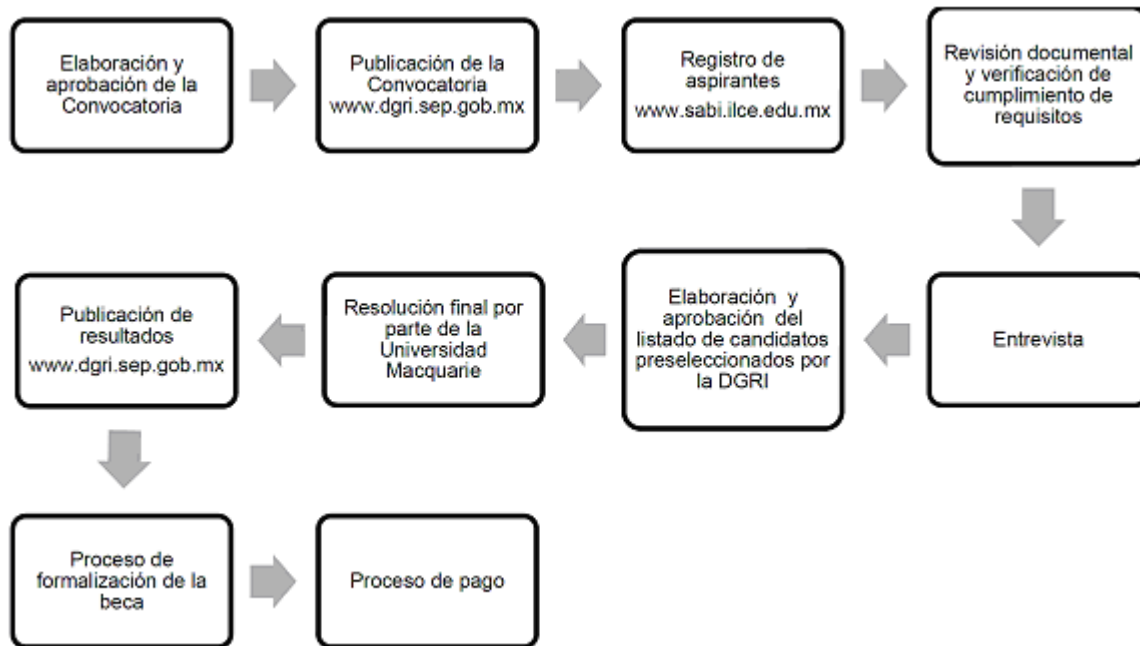 Elaboración y
aprobación de la
Convocatoria
Publicación de la
Convocatoria
www.dgri.sep.gob.mx
Registro de
aspirantes
www.sabi.ilce.edu.mx
Revisión documental
y verificación de
cumplimiento de
requisitos
Entrevista
Elaboración y
aprobación del
listado de candidatos
preseleccionados por
la DGRI
Resolución final por
parte de la
Universidad
Macquarie
Publicación de
resultados
www.dgri.sep.gob.mx
Proceso de
formalización de la
beca
Proceso de pago